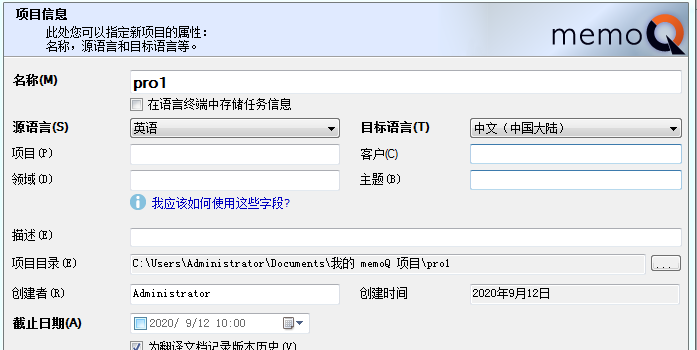 项目信息
此处您可以指定新项目的属性：
名称，源语言和目标语言等。
memoQ
名称(M) pro1
在语言终端中存储任务信息
源语言(S) 英语 目标语言(T) 中文（中国大陆）
项目(P) 客户(C)
领域(D) 主题(B)
i 我应该如何使用这些字段?
描述(E)
项目目录(E) C:\Users\Administrator\Documents\我的 memoQ 项目\pro1 ...
创建者(R) Administrator 创建时间 2020年9月12日
截止日期(A) 2020/ 9/12 10:00
为翻译文档记录版本历史(V)